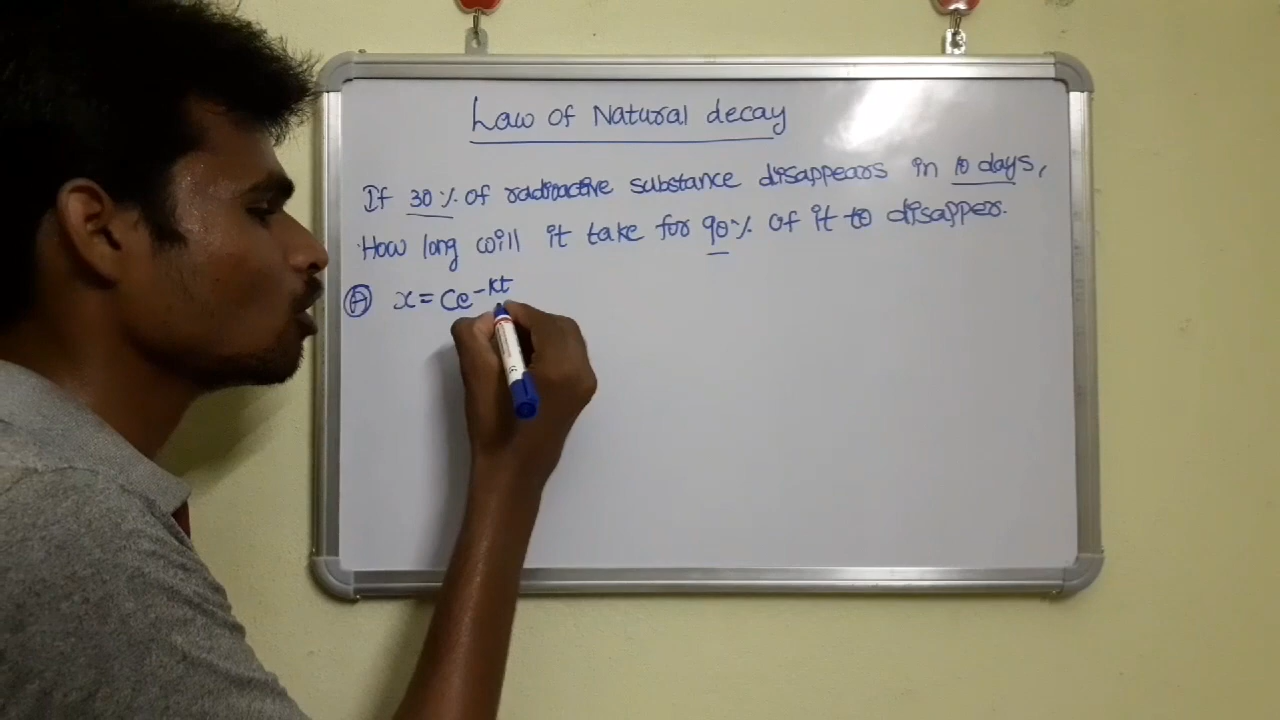 Law of Natural decay
If 30% of radioactive substance disappears in 10 days,
How long will it take for 90% of it to disappers.
Ⓐ x = Ce^-kt